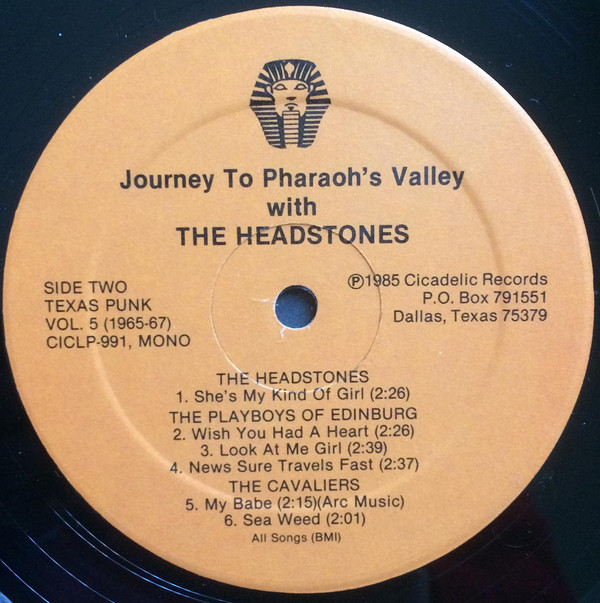 Journey To Pharaoh's Valley
with
THE HEADSTONES
SIDE TWO
TEXAS PUNK
VOL. 5 (1965-67)
CICLP-991, MONO
Ⓟ1985 Cicadelic Records
P.O. Box 791551
Dallas, Texas 75379
THE HEADSTONES
1. She's My Kind Of Girl (2:26)
THE PLAYBOYS OF EDINBURG
2. Wish You Had A Heart (2:26)
3. Look At Me Girl (2:39)
4. News Sure Travels Fast (2:37)
THE CAVALIERS
5. My Babe (2:15)(Arc Music)
6. Sea Weed (2:01)
All Songs (BMI)